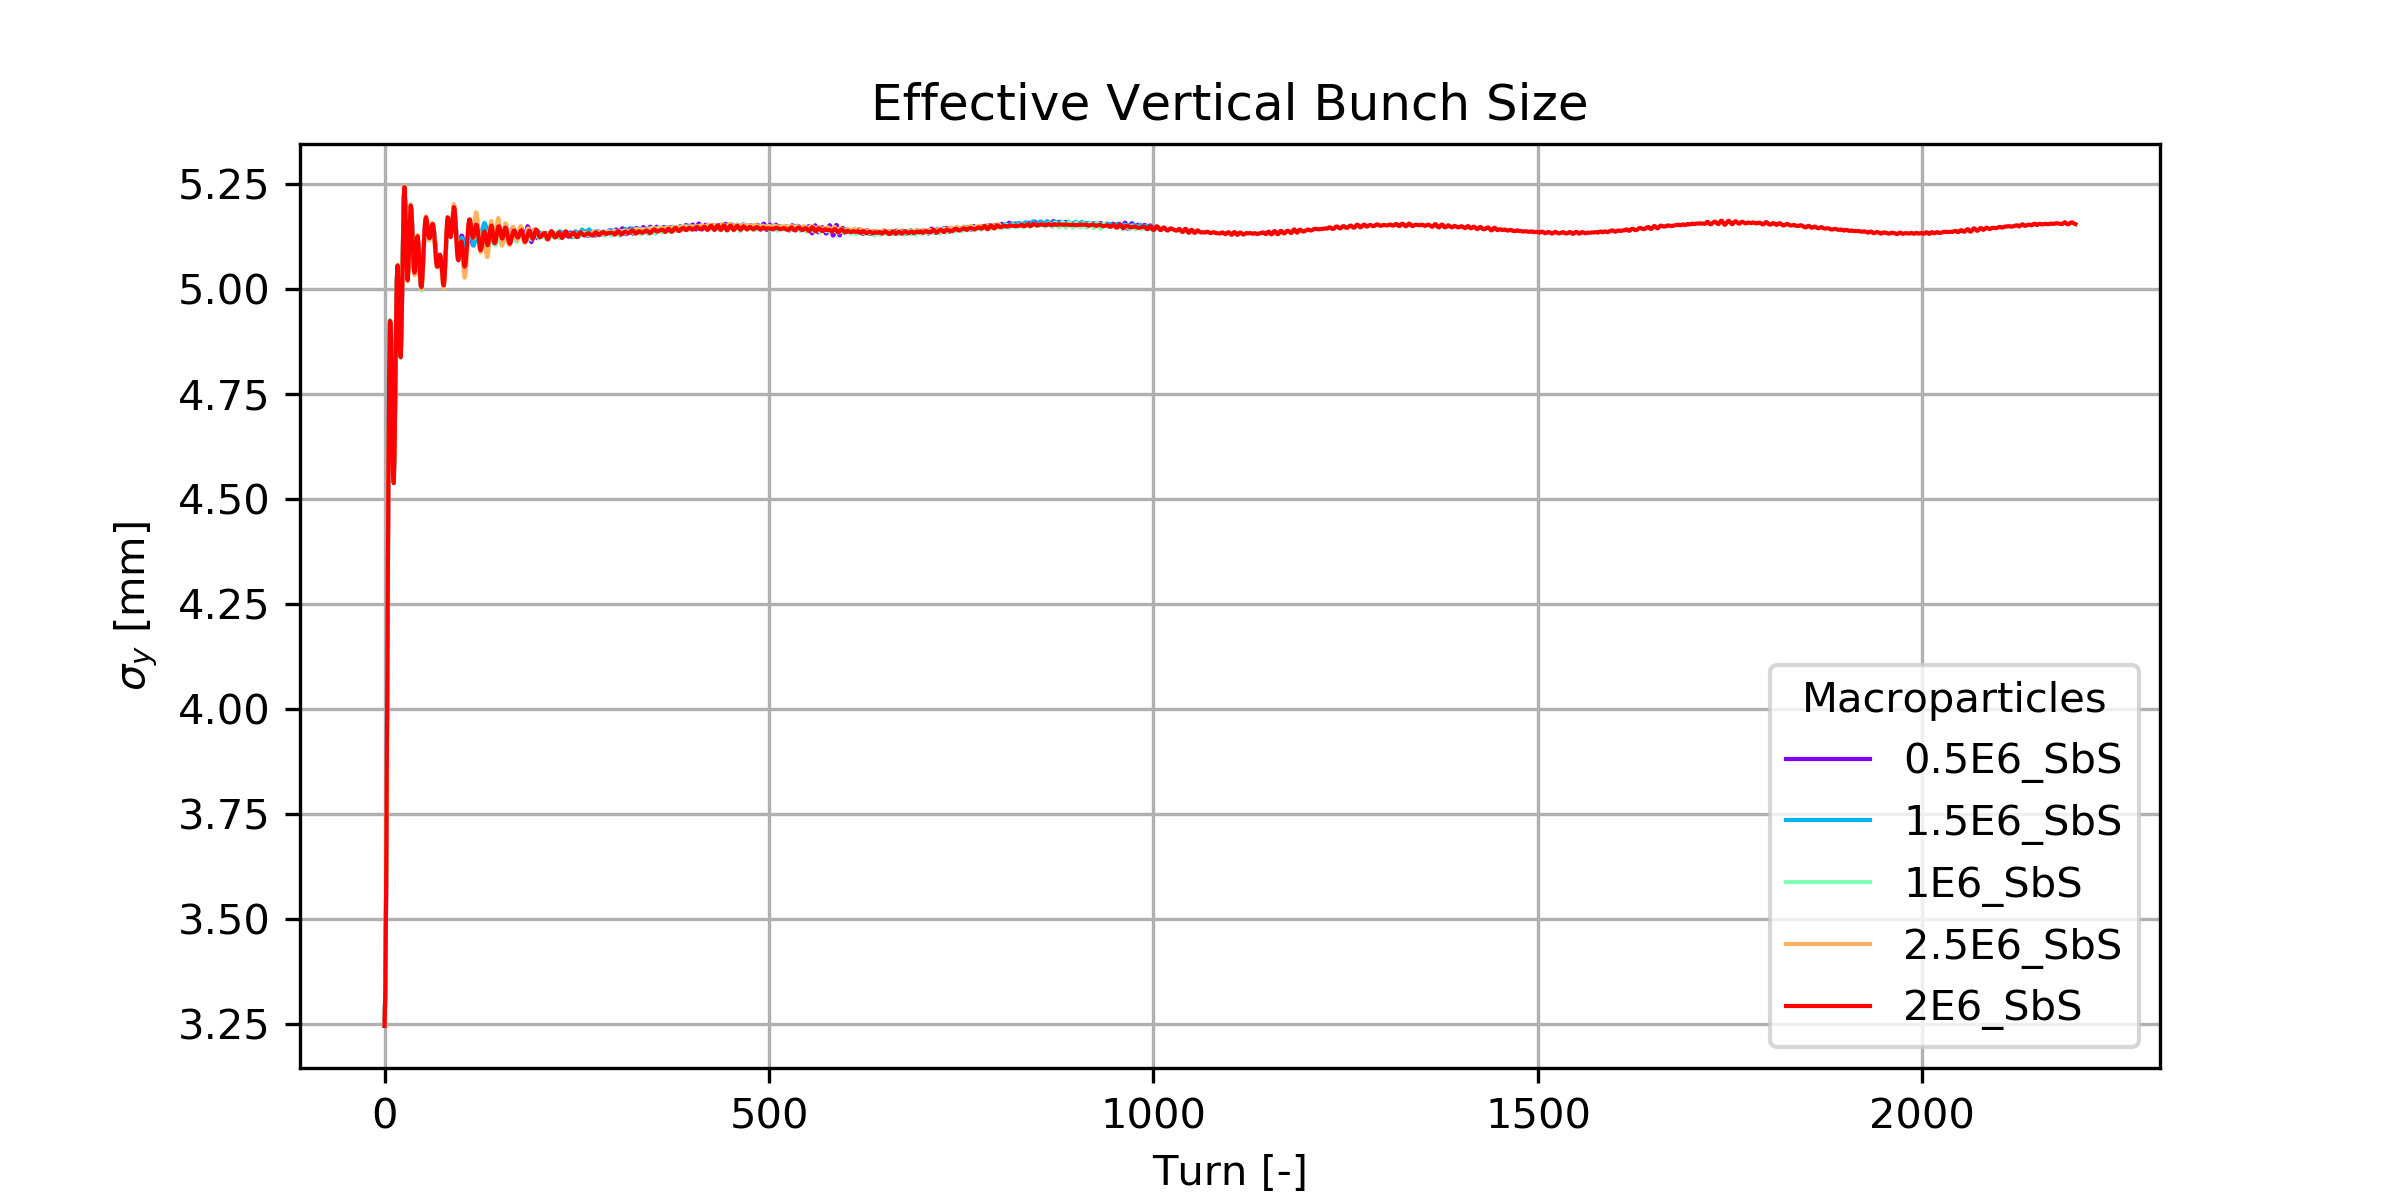 Effective Vertical Bunch Size
5.25
5.00
4.75
4.50
4.25
4.00
3.75
3.50
3.25
σy [mm]
0 500 1000 1500 2000
Turn [-]
Macroparticles
0.5E6_SbS
1.5E6_SbS
1E6_SbS
2.5E6_SbS
2E6_SbS